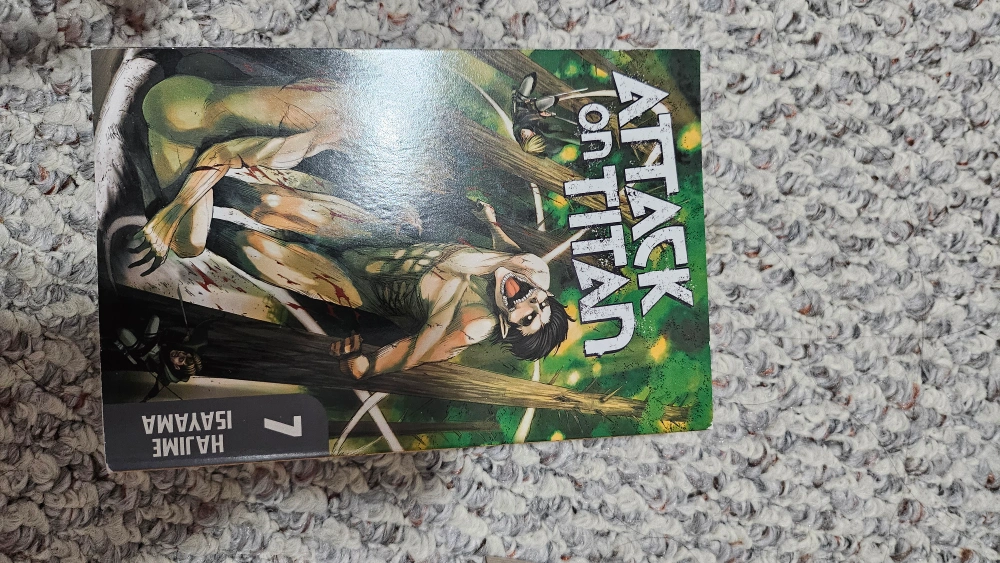 ATTACK
on TITAN
7
HAJIME
ISAYAMA